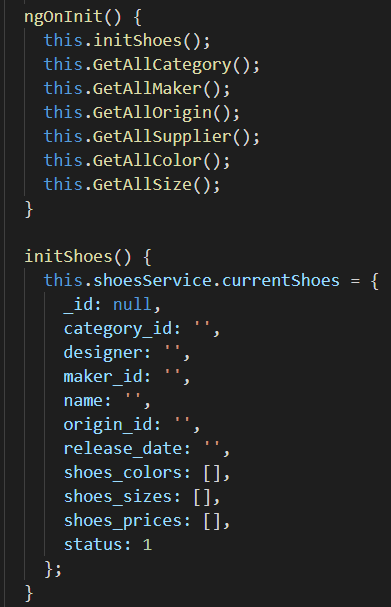 ngOnInit() {
this.initShoes();
this.GetAllCategory();
this.GetAllMaker();
this.GetAllOrigin();
this.GetAllSupplier();
this.GetAllColor();
this.GetAllSize();
}
initShoes() {
this.shoesService.currentShoes = {
_id: null,
category_id: '',
designer: '',
maker_id: '',
name: '',
origin_id: '',
release_date: '',
shoes_colors: [],
shoes_sizes: [],
shoes_prices: [],
status: 1
};
}